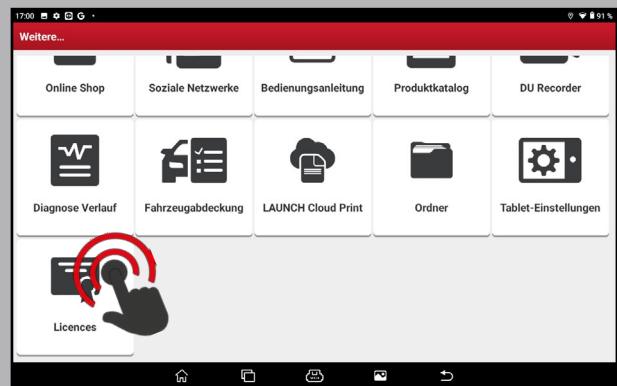 17:00
91 %
Weitere...
Online Shop
Soziale Netzwerke
Bedienungsanleitung
Produktkatalog
DU Recorder
Diagnose Verlauf
Fahrzeugabdeckung
LAUNCH Cloud Print
Ordner
Tablet-Einstellungen
Licences